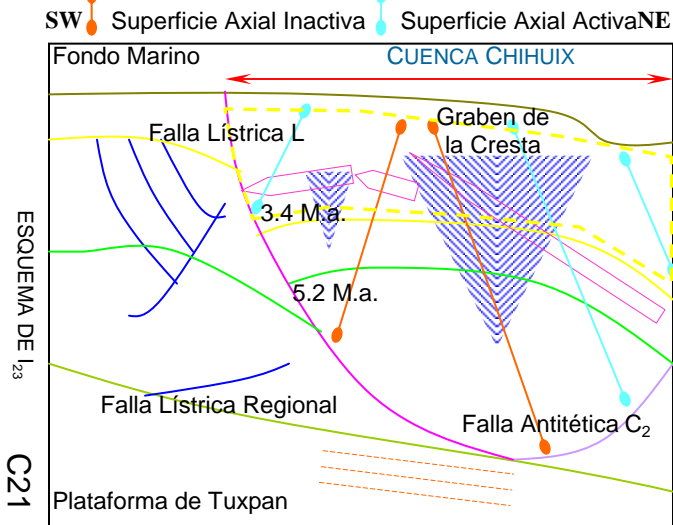 SW Superficie Axial Inactiva Superficie Axial Activa NE
Fondo Marino
CUENCA CHIHUIX
Falla Lístrica L
Graben de
la Cresta
3.4 M.a.
5.2 M.a.
Falla Lístrica Regional
Falla Antitética C₂
Plataforma de Tuxpan
ESQUEMA DE I₂₃
C21